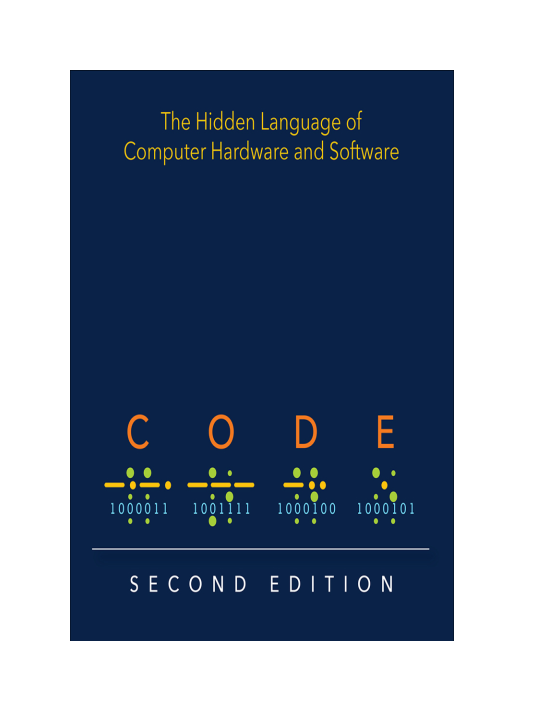 The Hidden Language of
Computer Hardware and Software
C O D E
1000011 1001111 1000100 1000101
SECOND EDITION